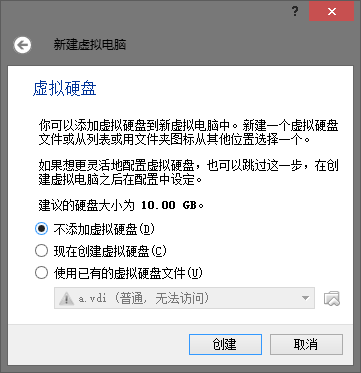 ?
新建虚拟电脑
虚拟硬盘
你可以添加虚拟硬盘到新虚拟电脑中。新建一个虚拟硬盘
文件或从列表或用文件夹图标从其他位置选择一个。
如果想更灵活地配置虚拟硬盘，也可以跳过这一步，在创
建虚拟电脑之后在配置中设定。
建议的硬盘大小为 10.00 GB。
不添加虚拟硬盘(D)
现在创建虚拟硬盘(C)
使用已有的虚拟硬盘文件(U)
a.vdi (普通, 无法访问)
创建
取消